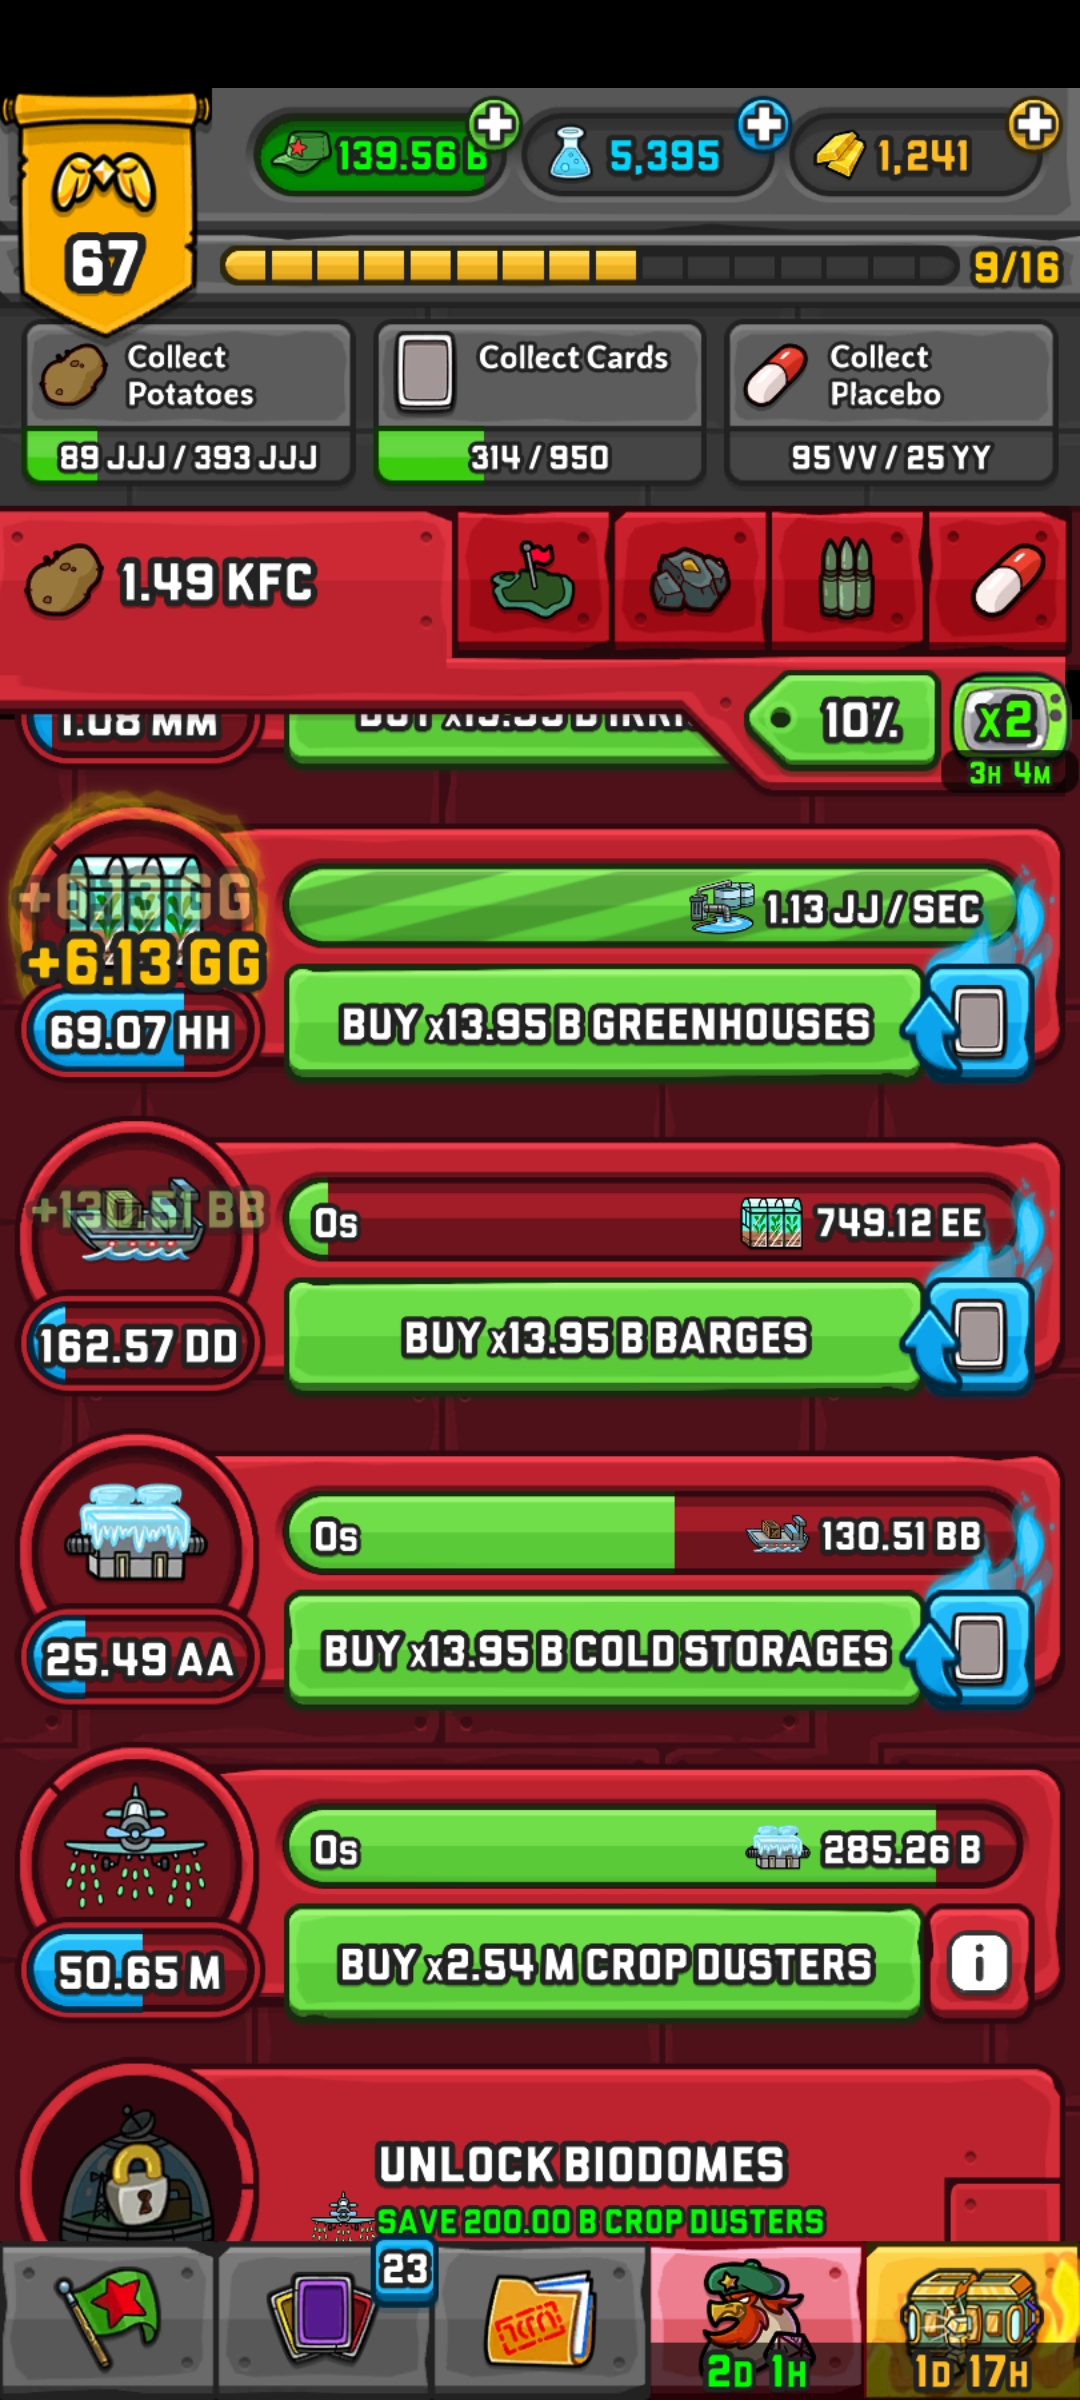 139.56 B
5,395
1,241
67
9/16
Collect
Potatoes
89 JJJ / 393 JJJ
Collect Cards
314 / 950
Collect
Placebo
95 VV / 25 YY
1.49 KFC
10%
x2
3H 4M
1.08 MM
+6.13 GG
+6.13 GG
1.13 JJ / SEC
69.07 HH
BUY x13.95 B GREENHOUSES
+130.51 BB
0s
749.12 EE
162.57 DD
BUY x13.95 B BARGES
0s
130.51 BB
25.49 AA
BUY x13.95 B COLD STORAGES
0s
285.26 B
50.65 M
BUY x2.54 M CROP DUSTERS
i
UNLOCK BIODOMES
SAVE 200.00 B CROP DUSTERS
23
2D 1H
1D 17H